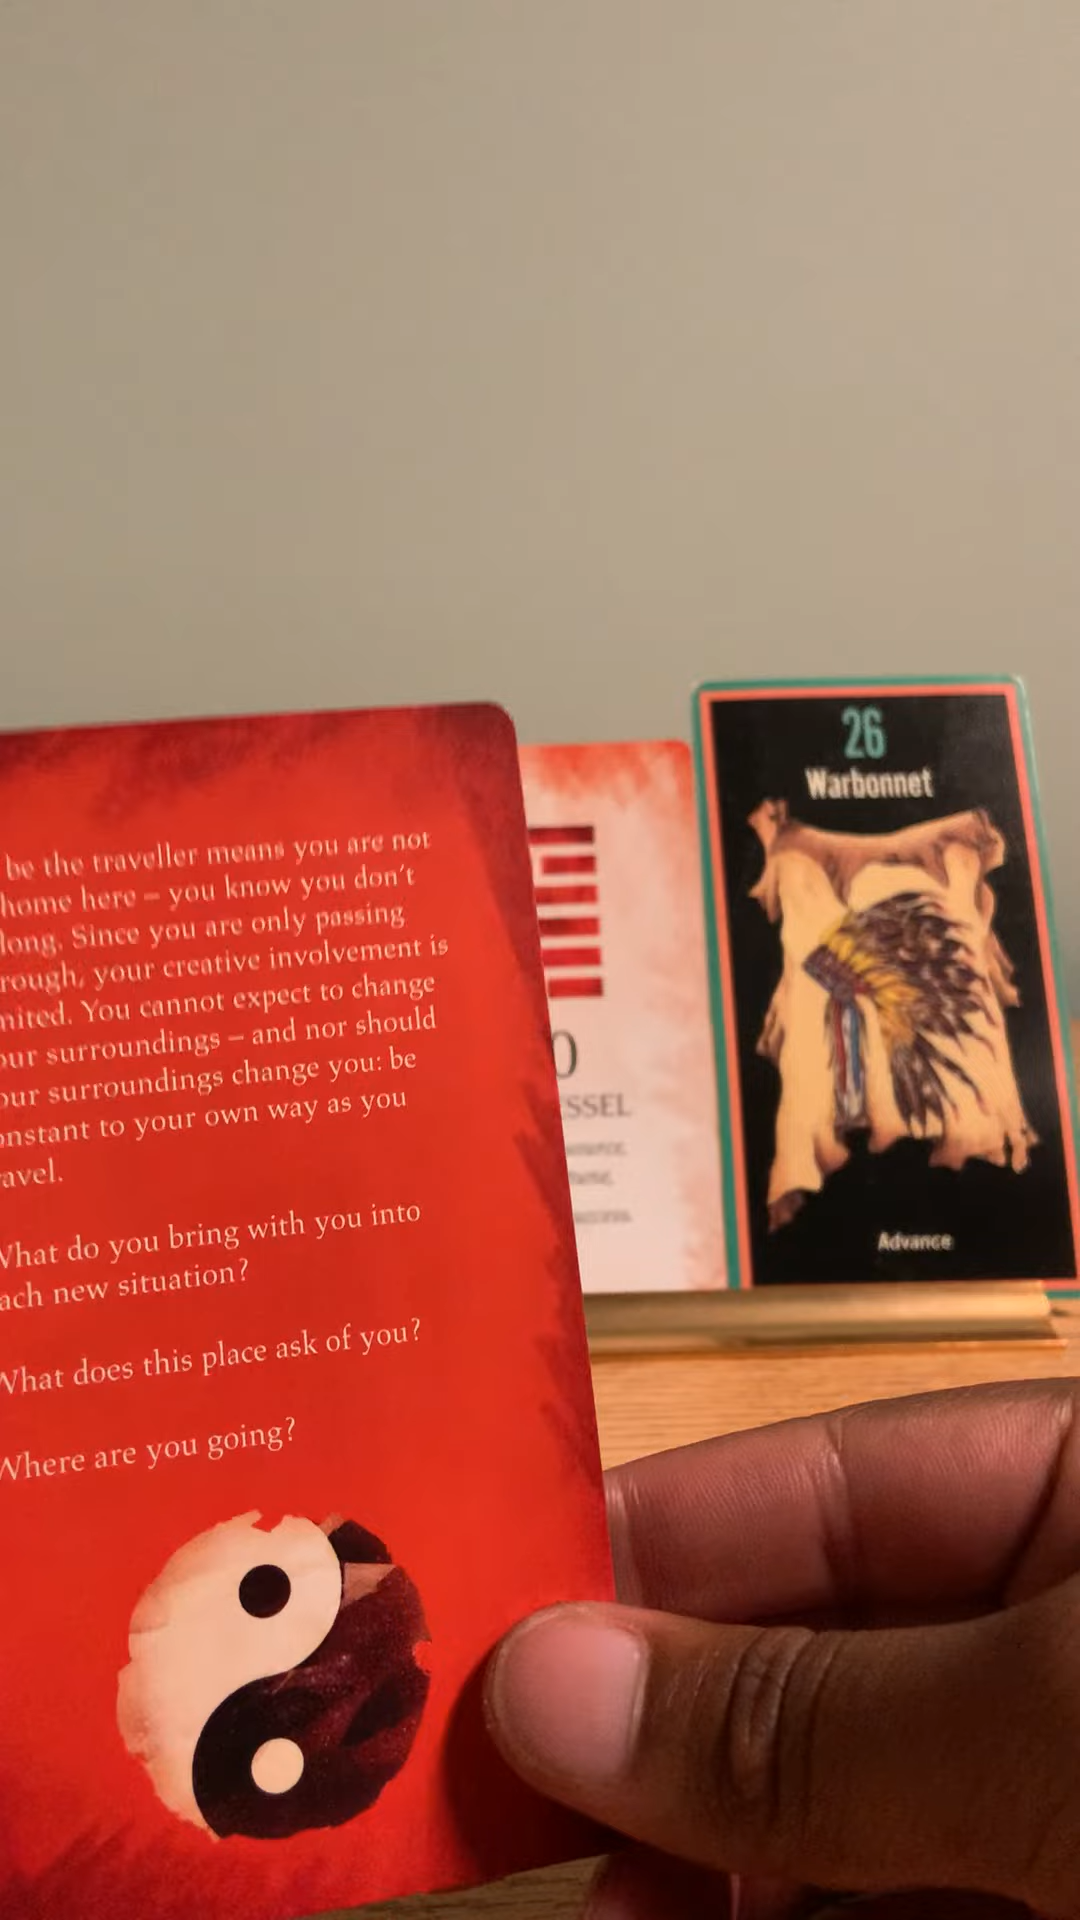 be the traveller means you are not
home here – you know you don't
long. Since you are only passing
rough, your creative involvement is
mited. You cannot expect to change
our surroundings – and nor should
our surroundings change you: be
onstant to your own way as you
avel.
What do you bring with you into
ach new situation?
What does this place ask of you?
Where are you going?
0
ESSEL
26
Warbonnet
Advance